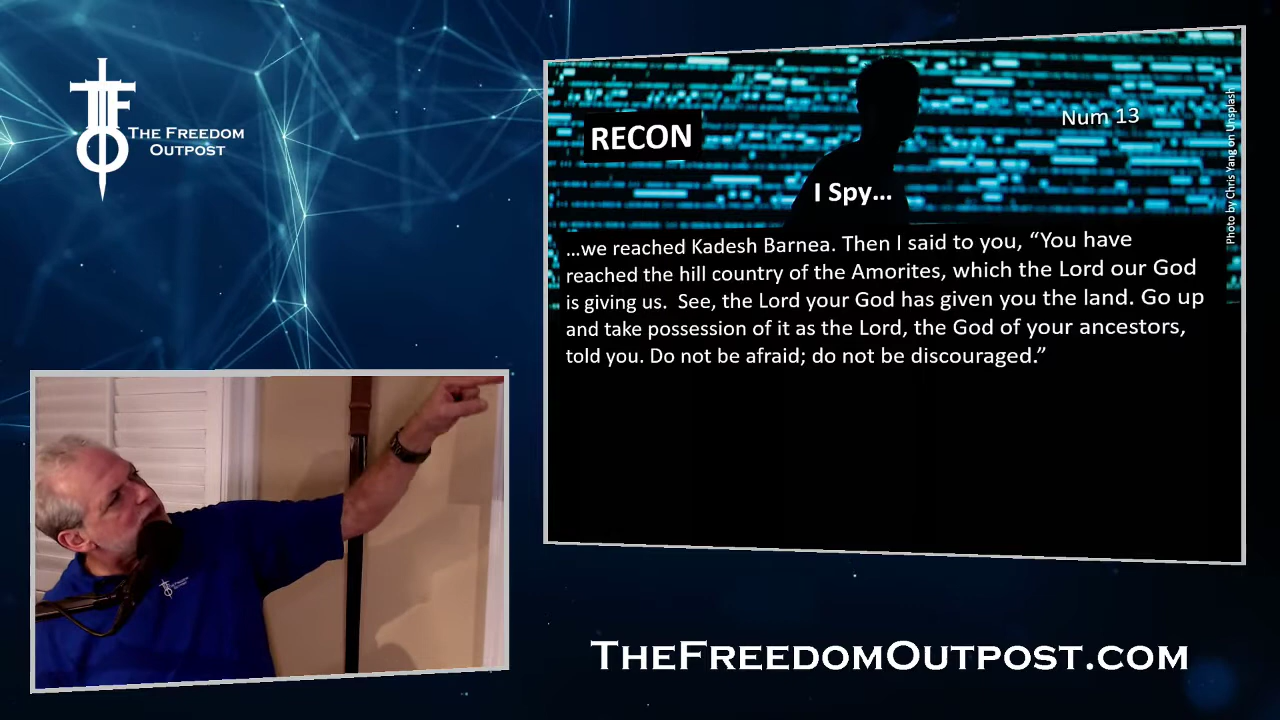 THE FREEDOM
OUTPOST
RECON
Num 13
I Spy...
Photo by Chris Yang on Unsplash
...we reached Kadesh Barnea. Then I said to you, “You have
reached the hill country of the Amorites, which the Lord our God
is giving us. See, the Lord your God has given you the land. Go up
and take possession of it as the Lord, the God of your ancestors,
told you. Do not be afraid; do not be discouraged.”
THEFREEDOMOUTPOST.COM